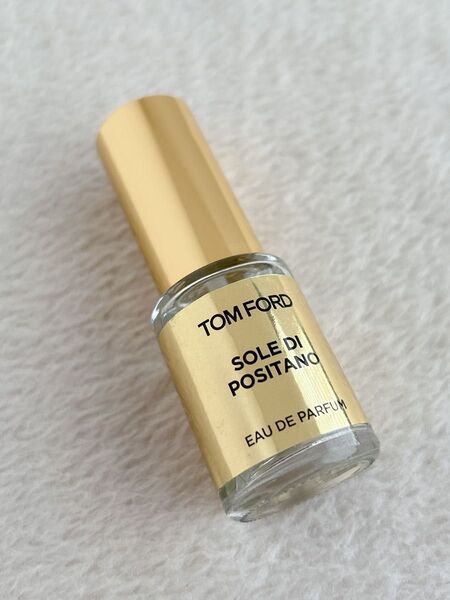 TOM FORD
SOLE DI
POSITANO
EAU DE PARFUM